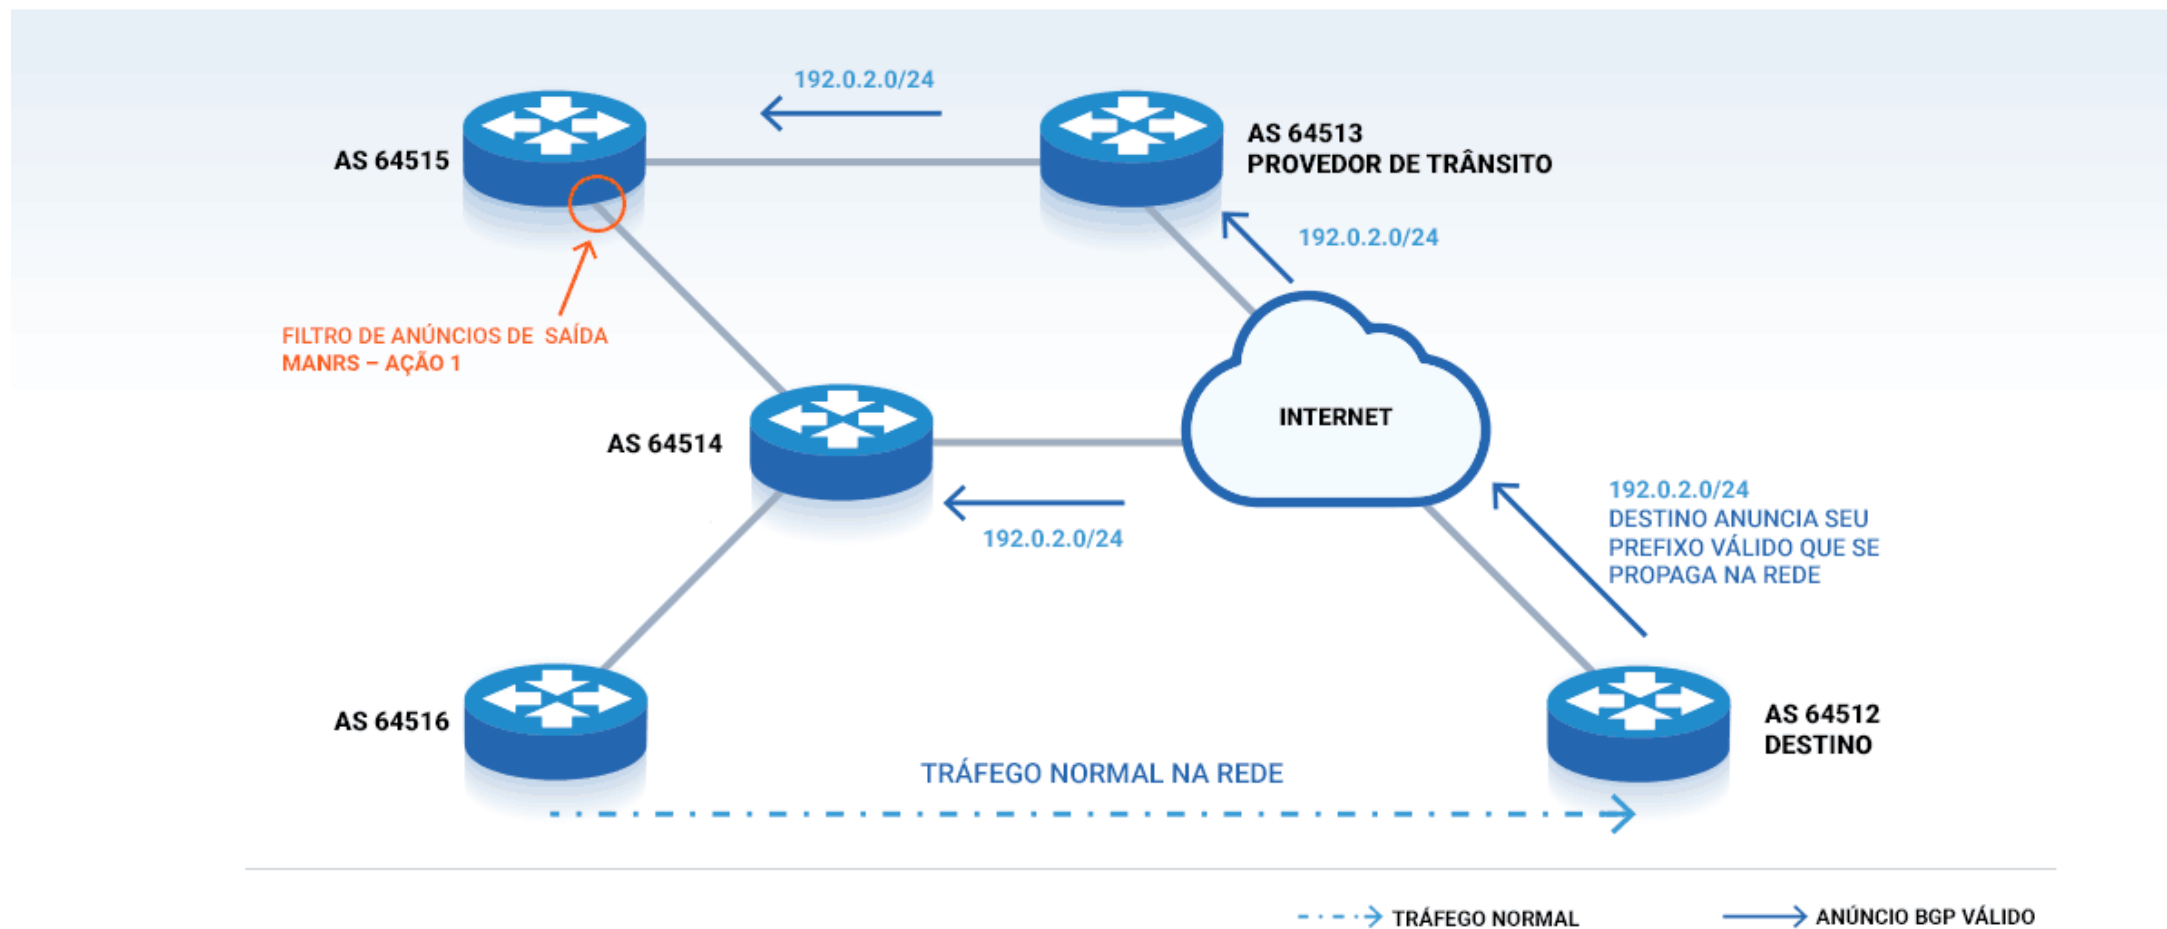 192.0.2.0/24
AS 64515
AS 64513
PROVEDOR DE TRÂNSITO
192.0.2.0/24
FILTRO DE ANÚNCIOS DE SAÍDA
MANRS – AÇÃO 1
INTERNET
AS 64514
192.0.2.0/24
192.0.2.0/24
DESTINO ANUNCIA SEU
PREFIXO VÁLIDO QUE SE
PROPAGA NA REDE
AS 64516
AS 64512
DESTINO
TRÁFEGO NORMAL NA REDE
TRÁFEGO NORMAL
ANÚNCIO BGP VÁLIDO